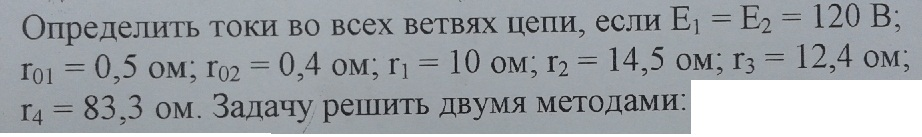 Определить токи во всех ветвях цепи, если E₁ = E₂ = 120 В;
r₀₁ = 0,5 ом; r₀₂ = 0,4 ом; r₁ = 10 ом; r₂ = 14,5 ом; r₃ = 12,4 ом;
r₄ = 83,3 ом. Задачу решить двумя методами: